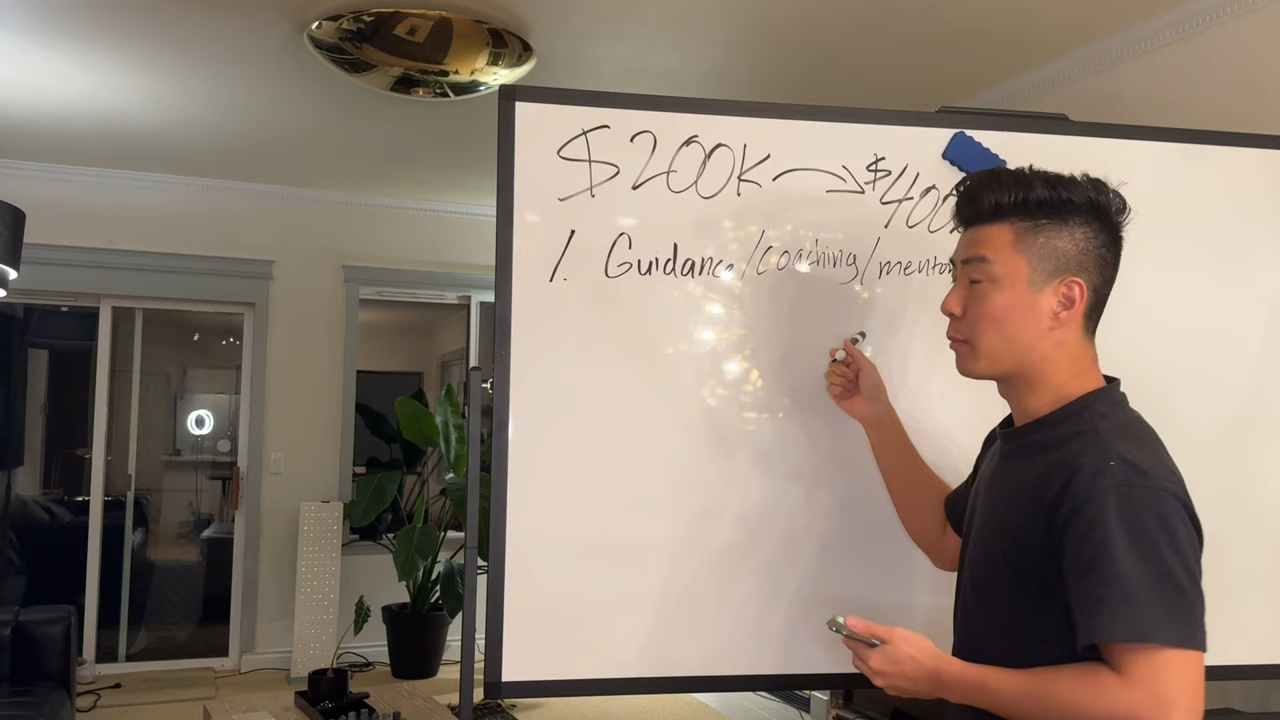 $200K → $400
1. Guidance/coaching/mentor